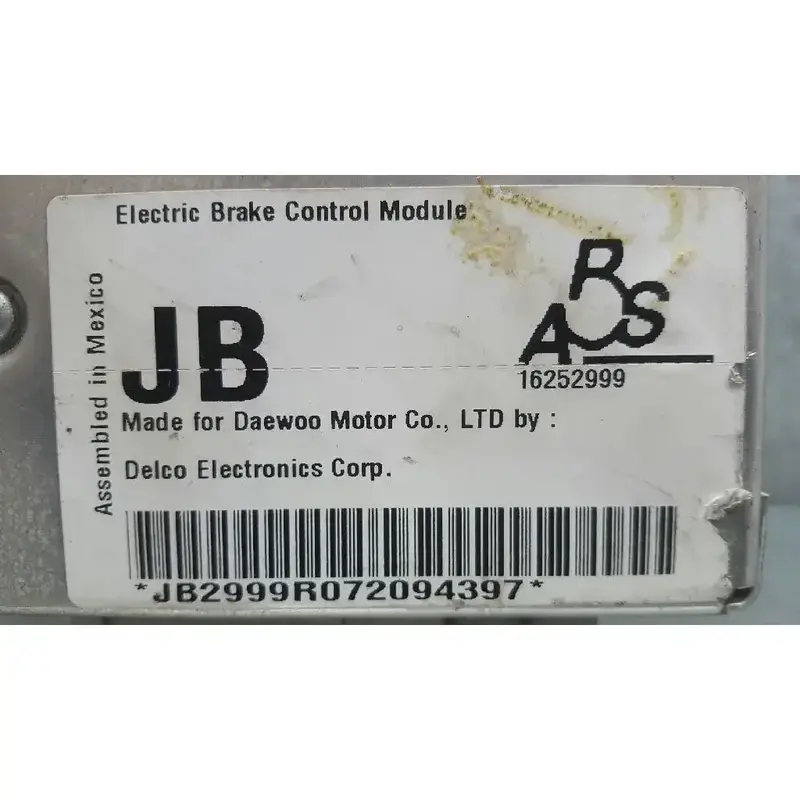 Electric Brake Control Module
Assembled in Mexico
JB
ABS
16252999
Made for Daewoo Motor Co., LTD by :
Delco Electronics Corp.
*JB2999R072094397*